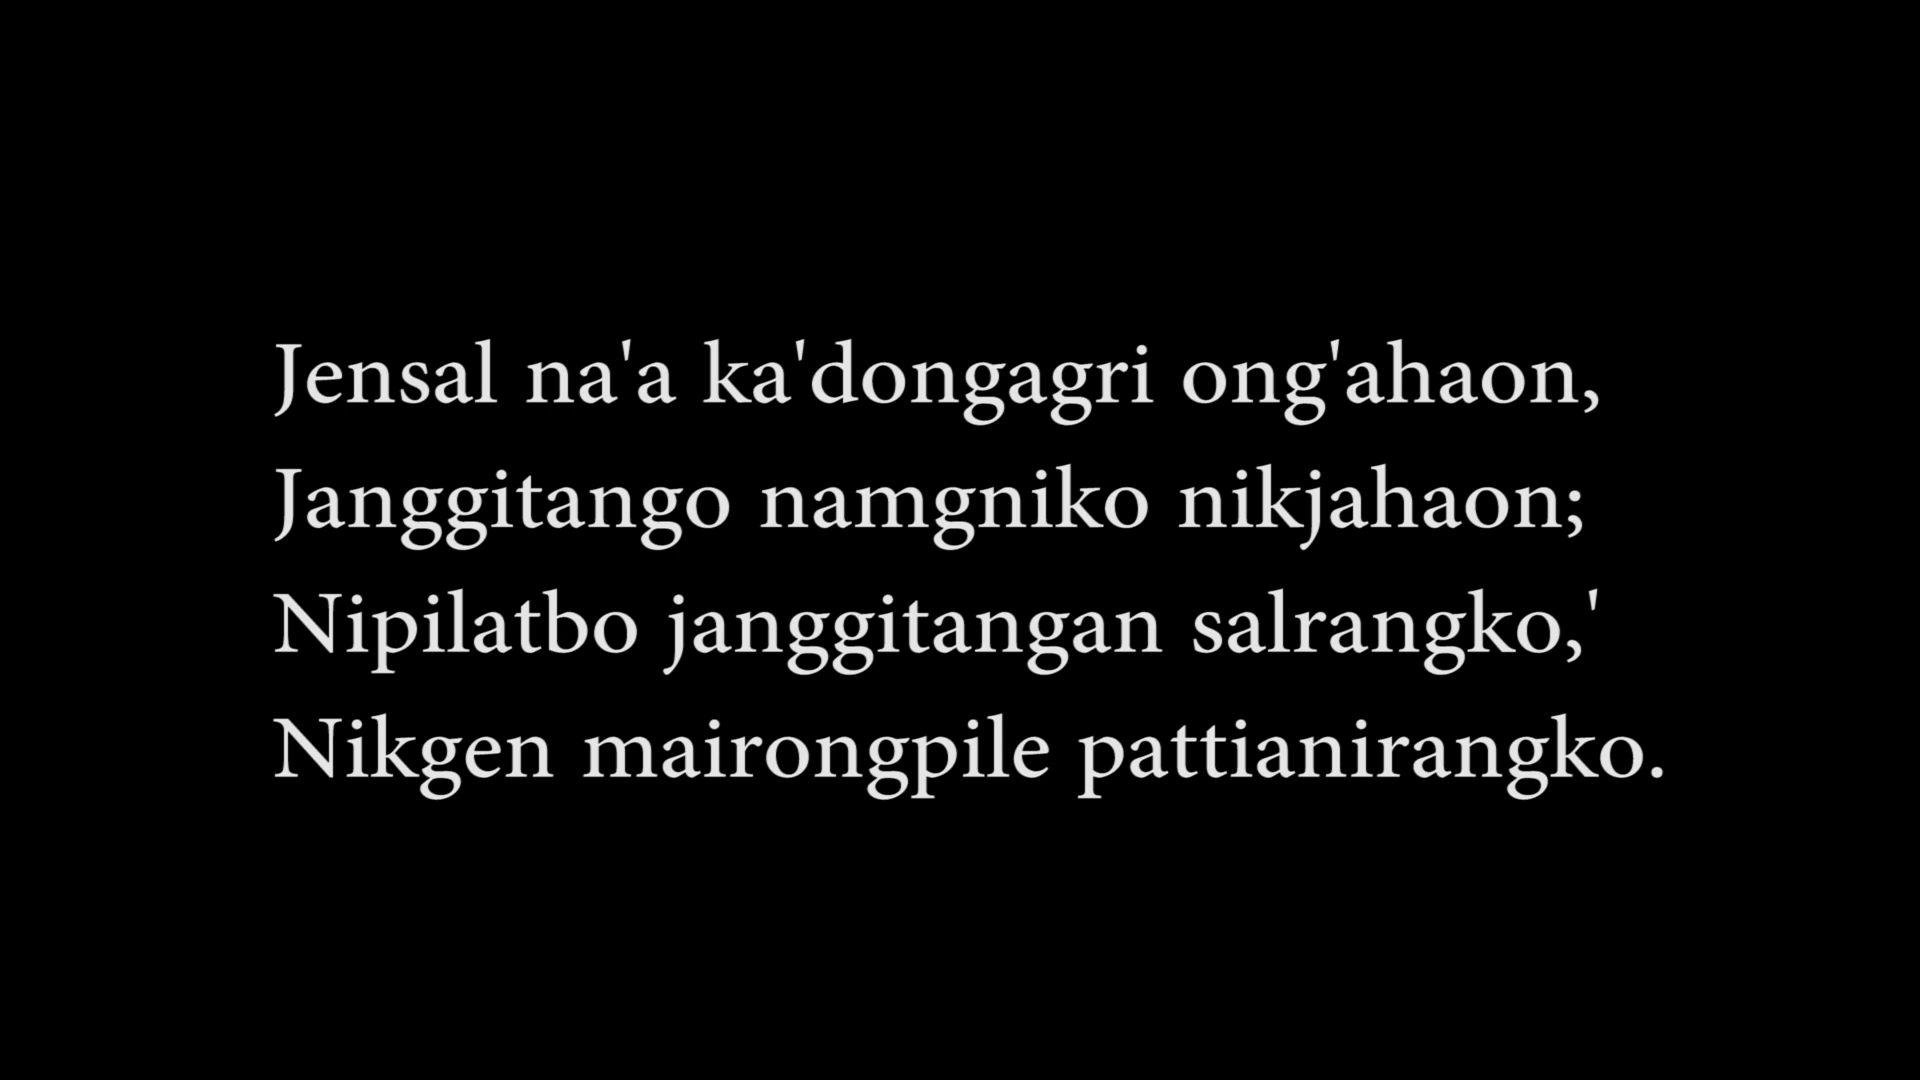 Jensal na'a ka'dongagri ong'ahaon,
Janggitango namgniko nikjahaon;
Nipilatbo janggitangan salrangko,'
Nikgen mairongpile pattianirangko.